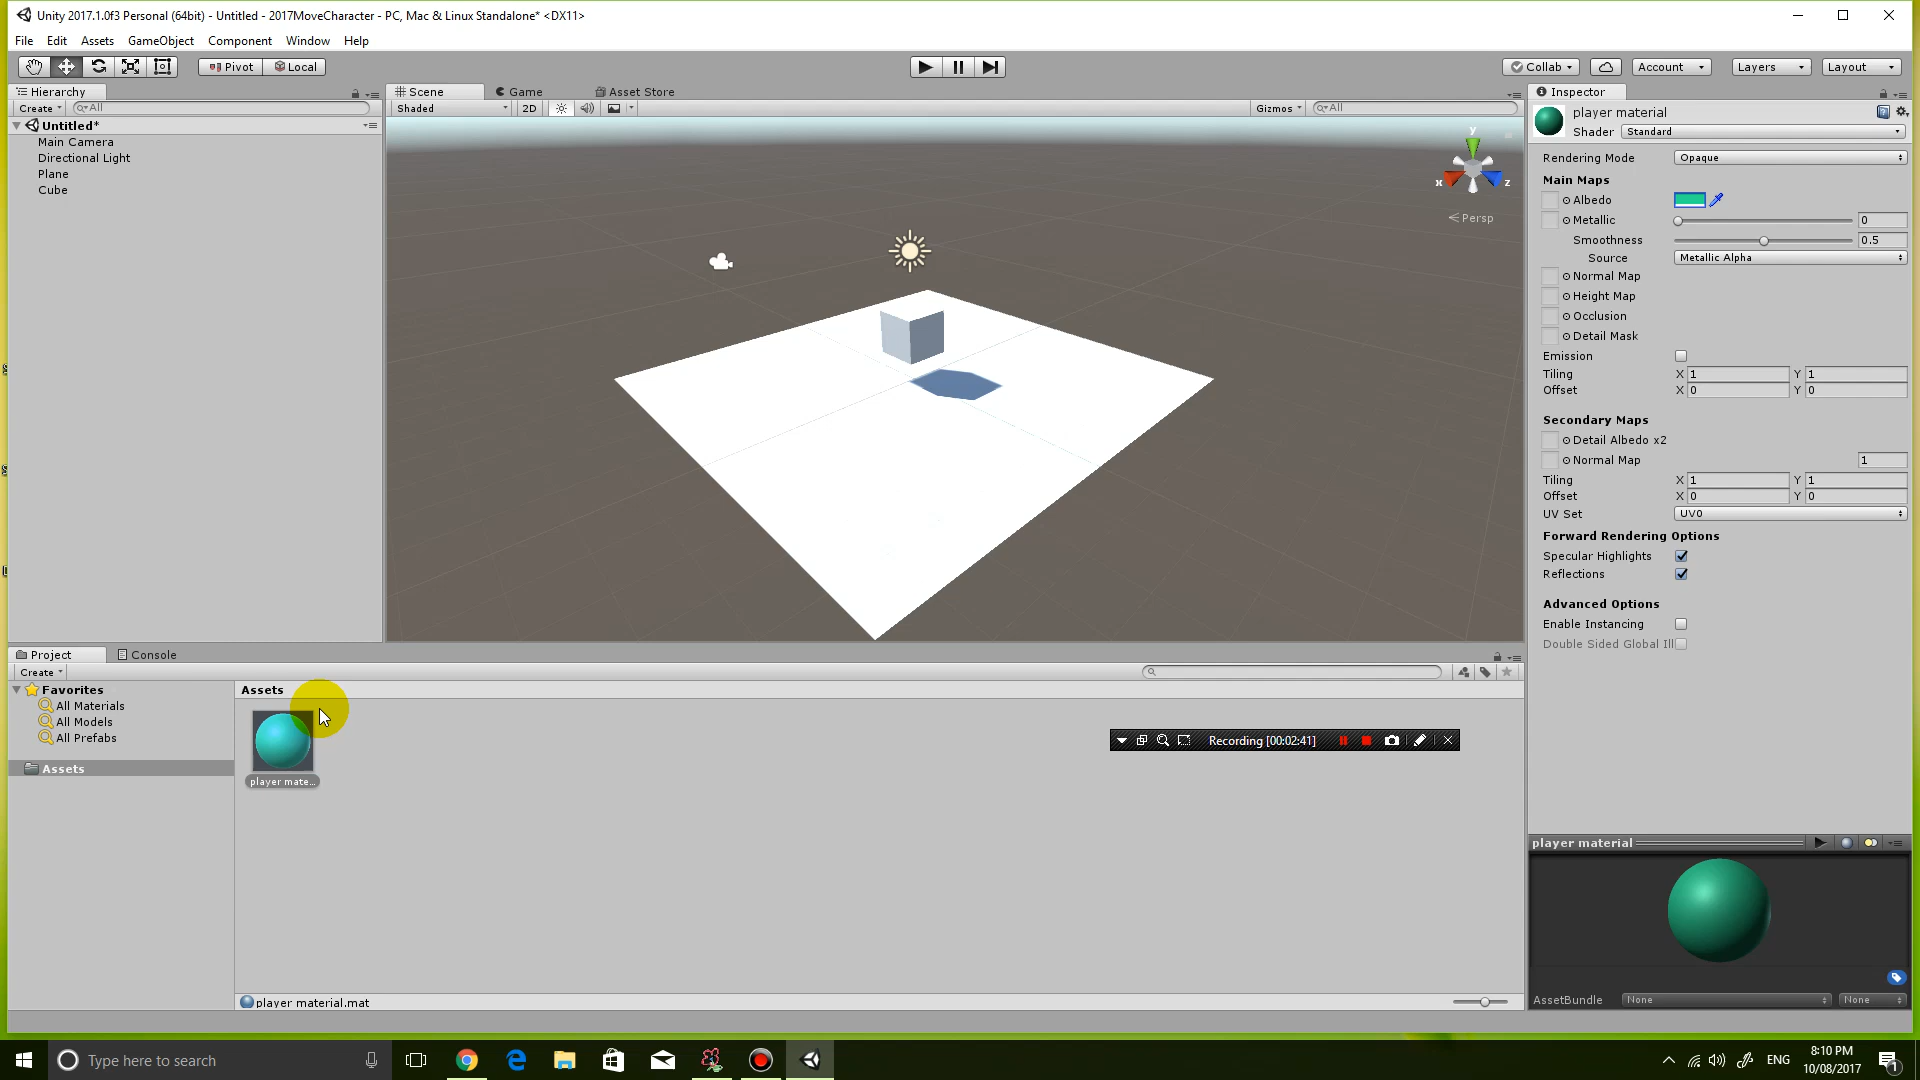 Unity 2017.1.0f3 Personal (64bit) - Untitled - 2017MoveCharacter - PC, Mac & Linux Standalone* <DX11>
File Edit Assets GameObject Component Window Help
Pivot Local Collab Account Layers Layout
Hierarchy
Create All
Untitled*
Main Camera
Directional Light
Plane
Cube
Scene Game Asset Store
Shaded 2D Gizmos All
y
x z
Persp
Inspector
player material
Shader Standard
Rendering Mode Opaque
Main Maps
Albedo
Metallic 0
Smoothness 0.5
Source Metallic Alpha
Normal Map
Height Map
Occlusion
Detail Mask
Emission
Tiling X 1 Y 1
Offset X 0 Y 0
Secondary Maps
Detail Albedo x2
Normal Map 1
Tiling X 1 Y 1
Offset X 0 Y 0
UV Set UV0
Forward Rendering Options
Specular Highlights
Reflections
Advanced Options
Enable Instancing
Double Sided Global Ill
Project Console
Create
Favorites
All Materials
All Models
All Prefabs
Assets
Assets
player mate...
Recording [00:02:41]
player material.mat
player material
AssetBundle None None
Type here to search
ENG
8:10 PM
10/08/2017
1